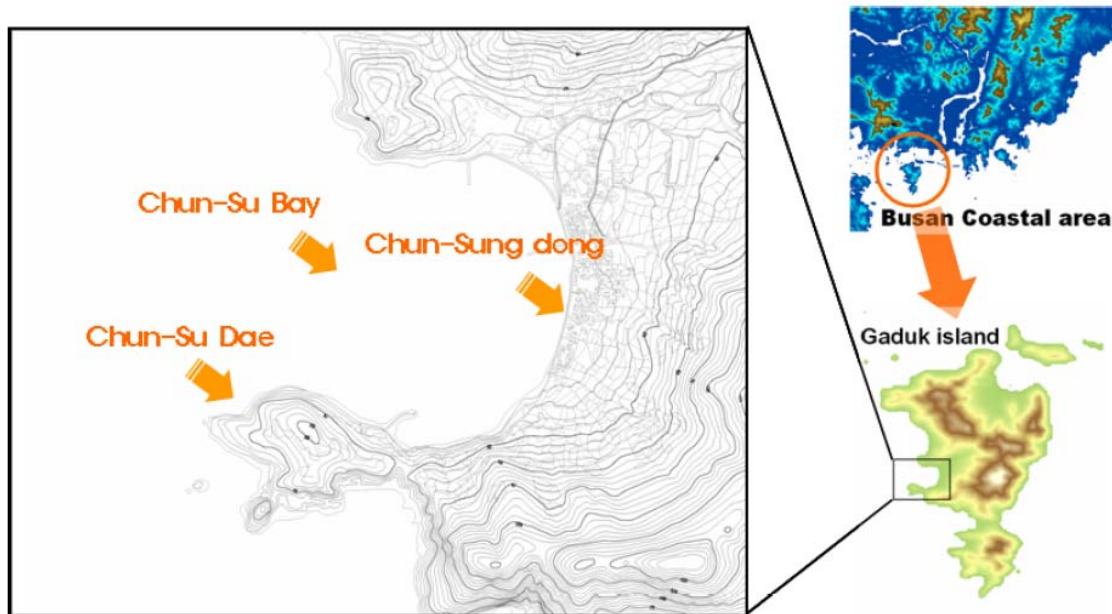 Chun-Su Bay
Chun-Sung dong
Chun-Su Dae
Busan Coastal area
Gaduk island